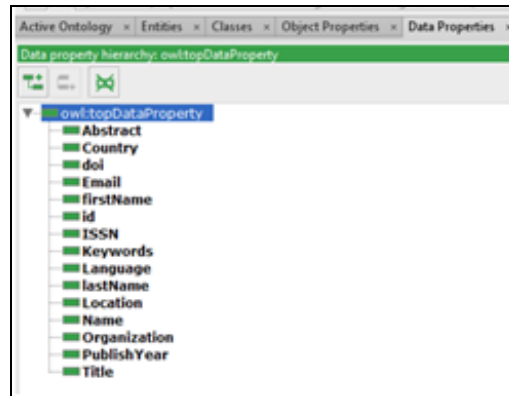 Active Ontology × Entities × Classes × Object Properties × Data Properties ×
Data property hierarchy: owl:topDataProperty
owl:topDataProperty
Abstract
Country
doi
Email
firstName
id
ISSN
Keywords
Language
lastName
Location
Name
Organization
PublishYear
Title